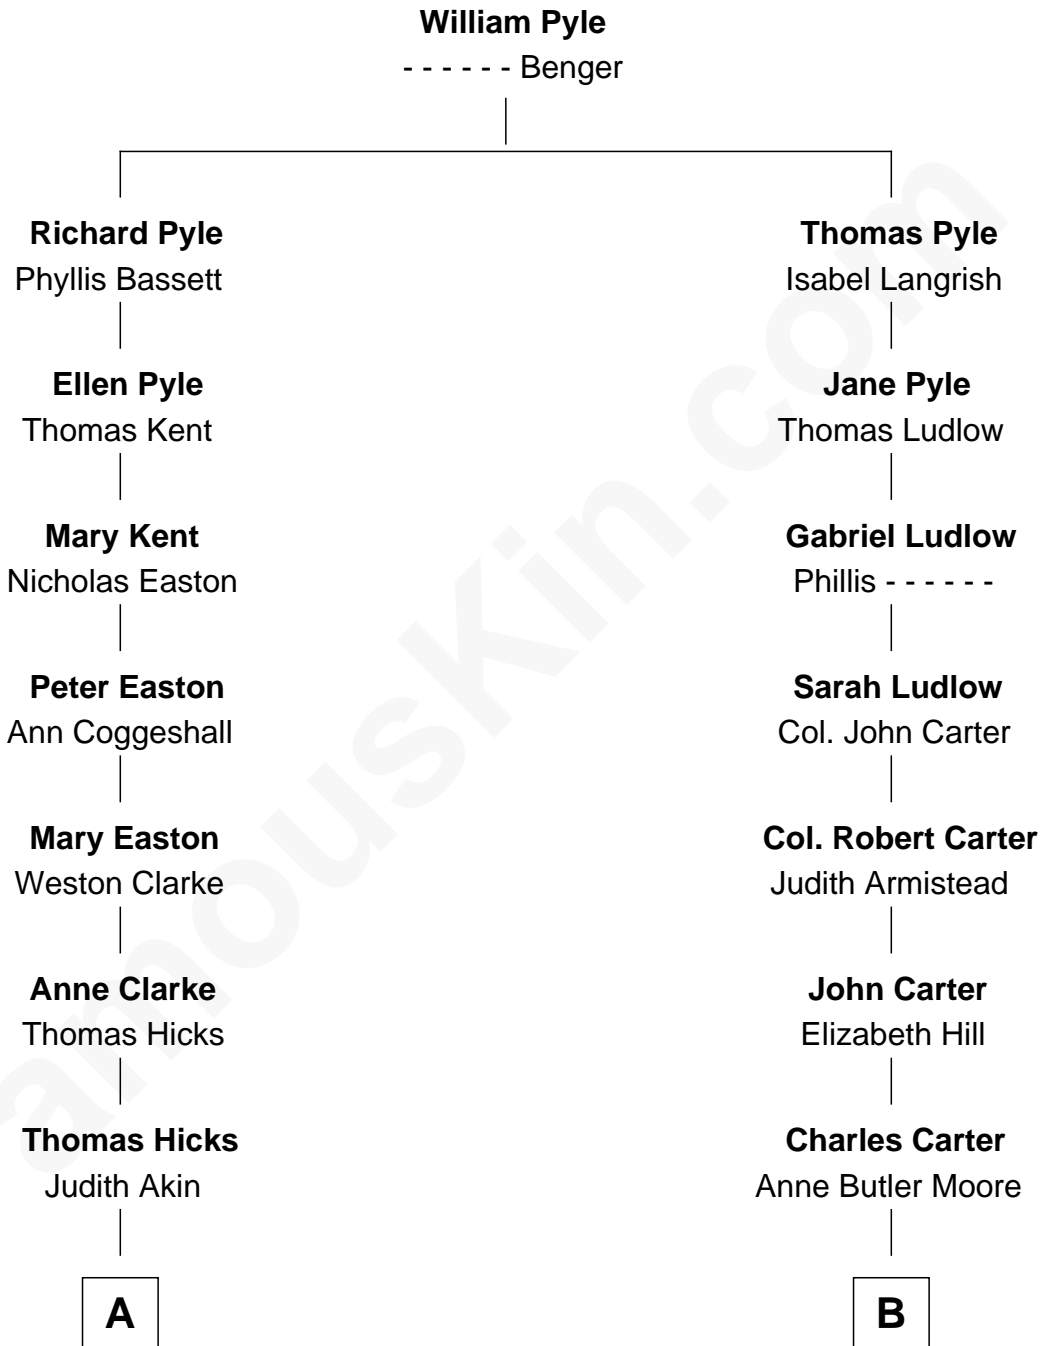 William Pyle
- - - - - - Benger
Richard Pyle
Phyllis Bassett
Thomas Pyle
Isabel Langrish
Ellen Pyle
Thomas Kent
Jane Pyle
Thomas Ludlow
Mary Kent
Nicholas Easton
Gabriel Ludlow
Phillis - - - - - -
Peter Easton
Ann Coggeshall
Sarah Ludlow
Col. John Carter
Mary Easton
Weston Clarke
Col. Robert Carter
Judith Armistead
Anne Clarke
Thomas Hicks
John Carter
Elizabeth Hill
Thomas Hicks
Judith Akin
Charles Carter
Anne Butler Moore
A
B
amousKin.com